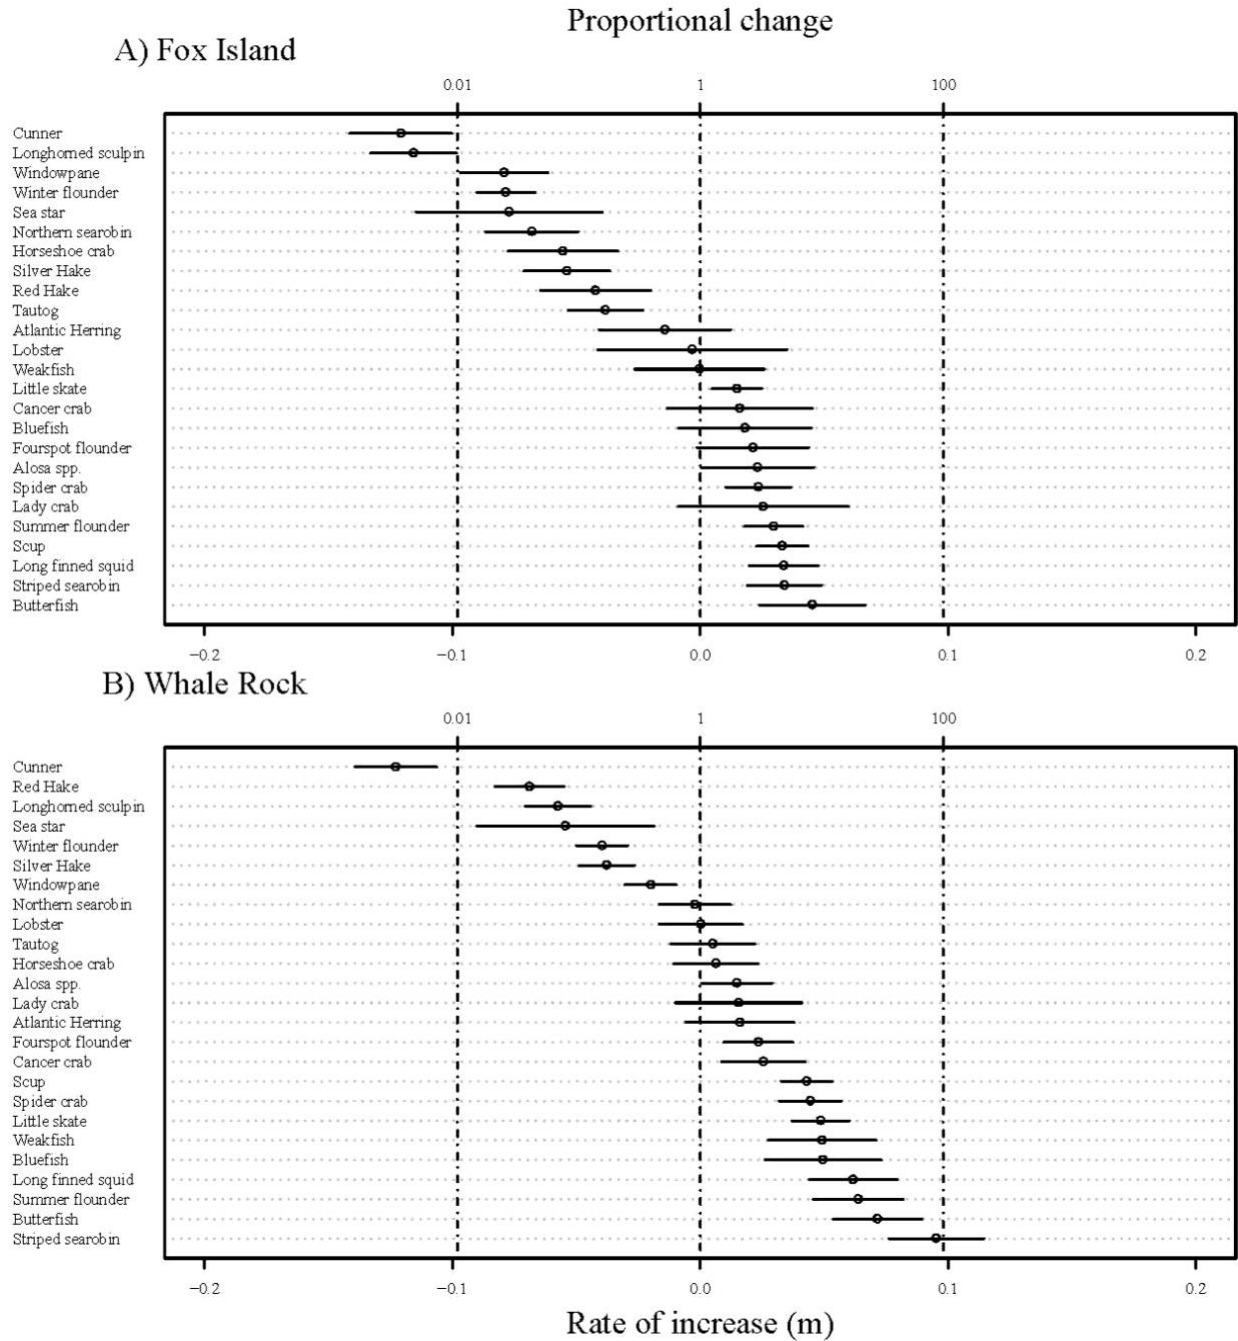 Proportional change
A) Fox Island
0.01 1 100
Cunner
Longhorned sculpin
Windowpane
Winter flounder
Sea star
Northern searobin
Horseshoe crab
Silver Hake
Red Hake
Tautog
Atlantic Herring
Lobster
Weakfish
Little skate
Cancer crab
Bluefish
Fourspot flounder
Alosa spp.
Spider crab
Lady crab
Summer flounder
Scup
Long finned squid
Striped searobin
Butterfish
−0.2 −0.1 0.0 0.1 0.2
B) Whale Rock
0.01 1 100
Cunner
Red Hake
Longhorned sculpin
Sea star
Winter flounder
Silver Hake
Windowpane
Northern searobin
Lobster
Tautog
Horseshoe crab
Alosa spp.
Lady crab
Atlantic Herring
Fourspot flounder
Cancer crab
Scup
Spider crab
Little skate
Weakfish
Bluefish
Long finned squid
Summer flounder
Butterfish
Striped searobin
−0.2 −0.1 0.0 0.1 0.2
Rate of increase (m)